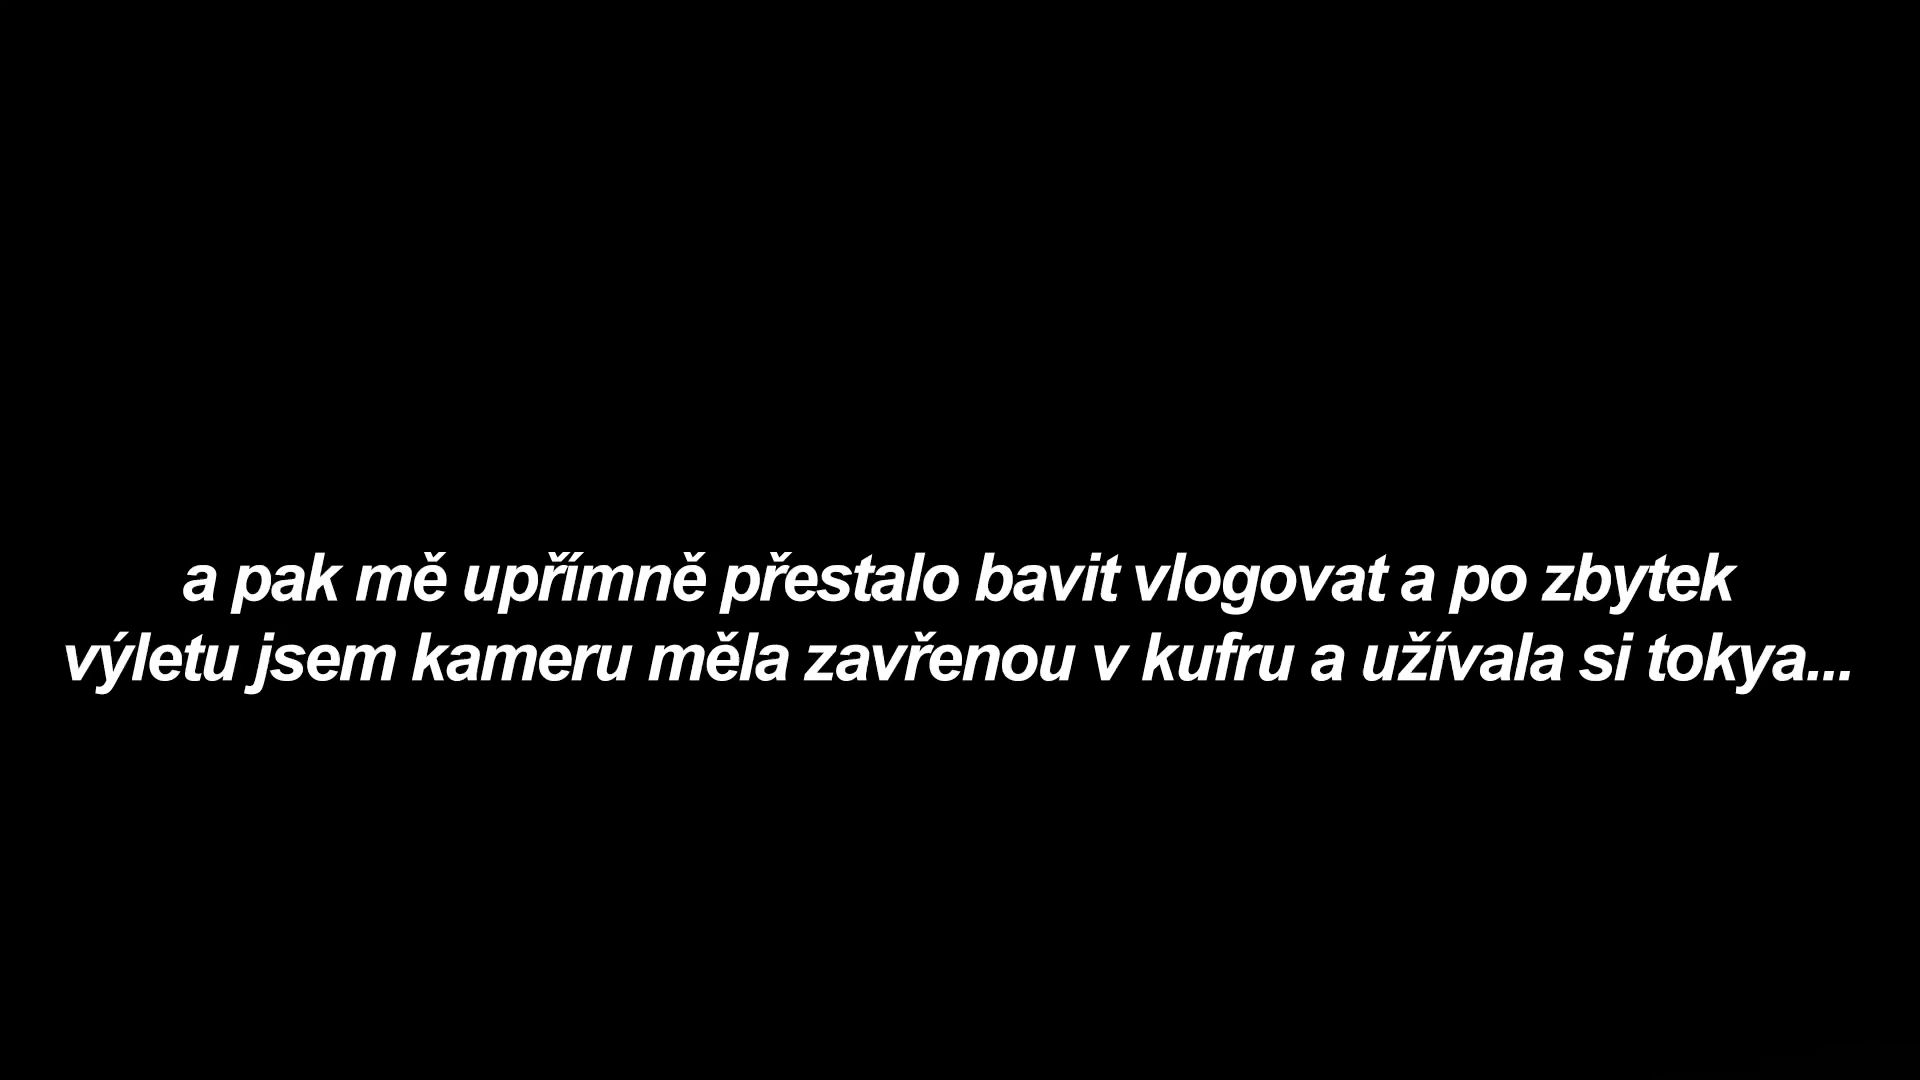 a pak mě upřímně přestalo bavit vlogovat a po zbytek
výletu jsem kameru měla zavřenou v kufru a užívala si tokya...